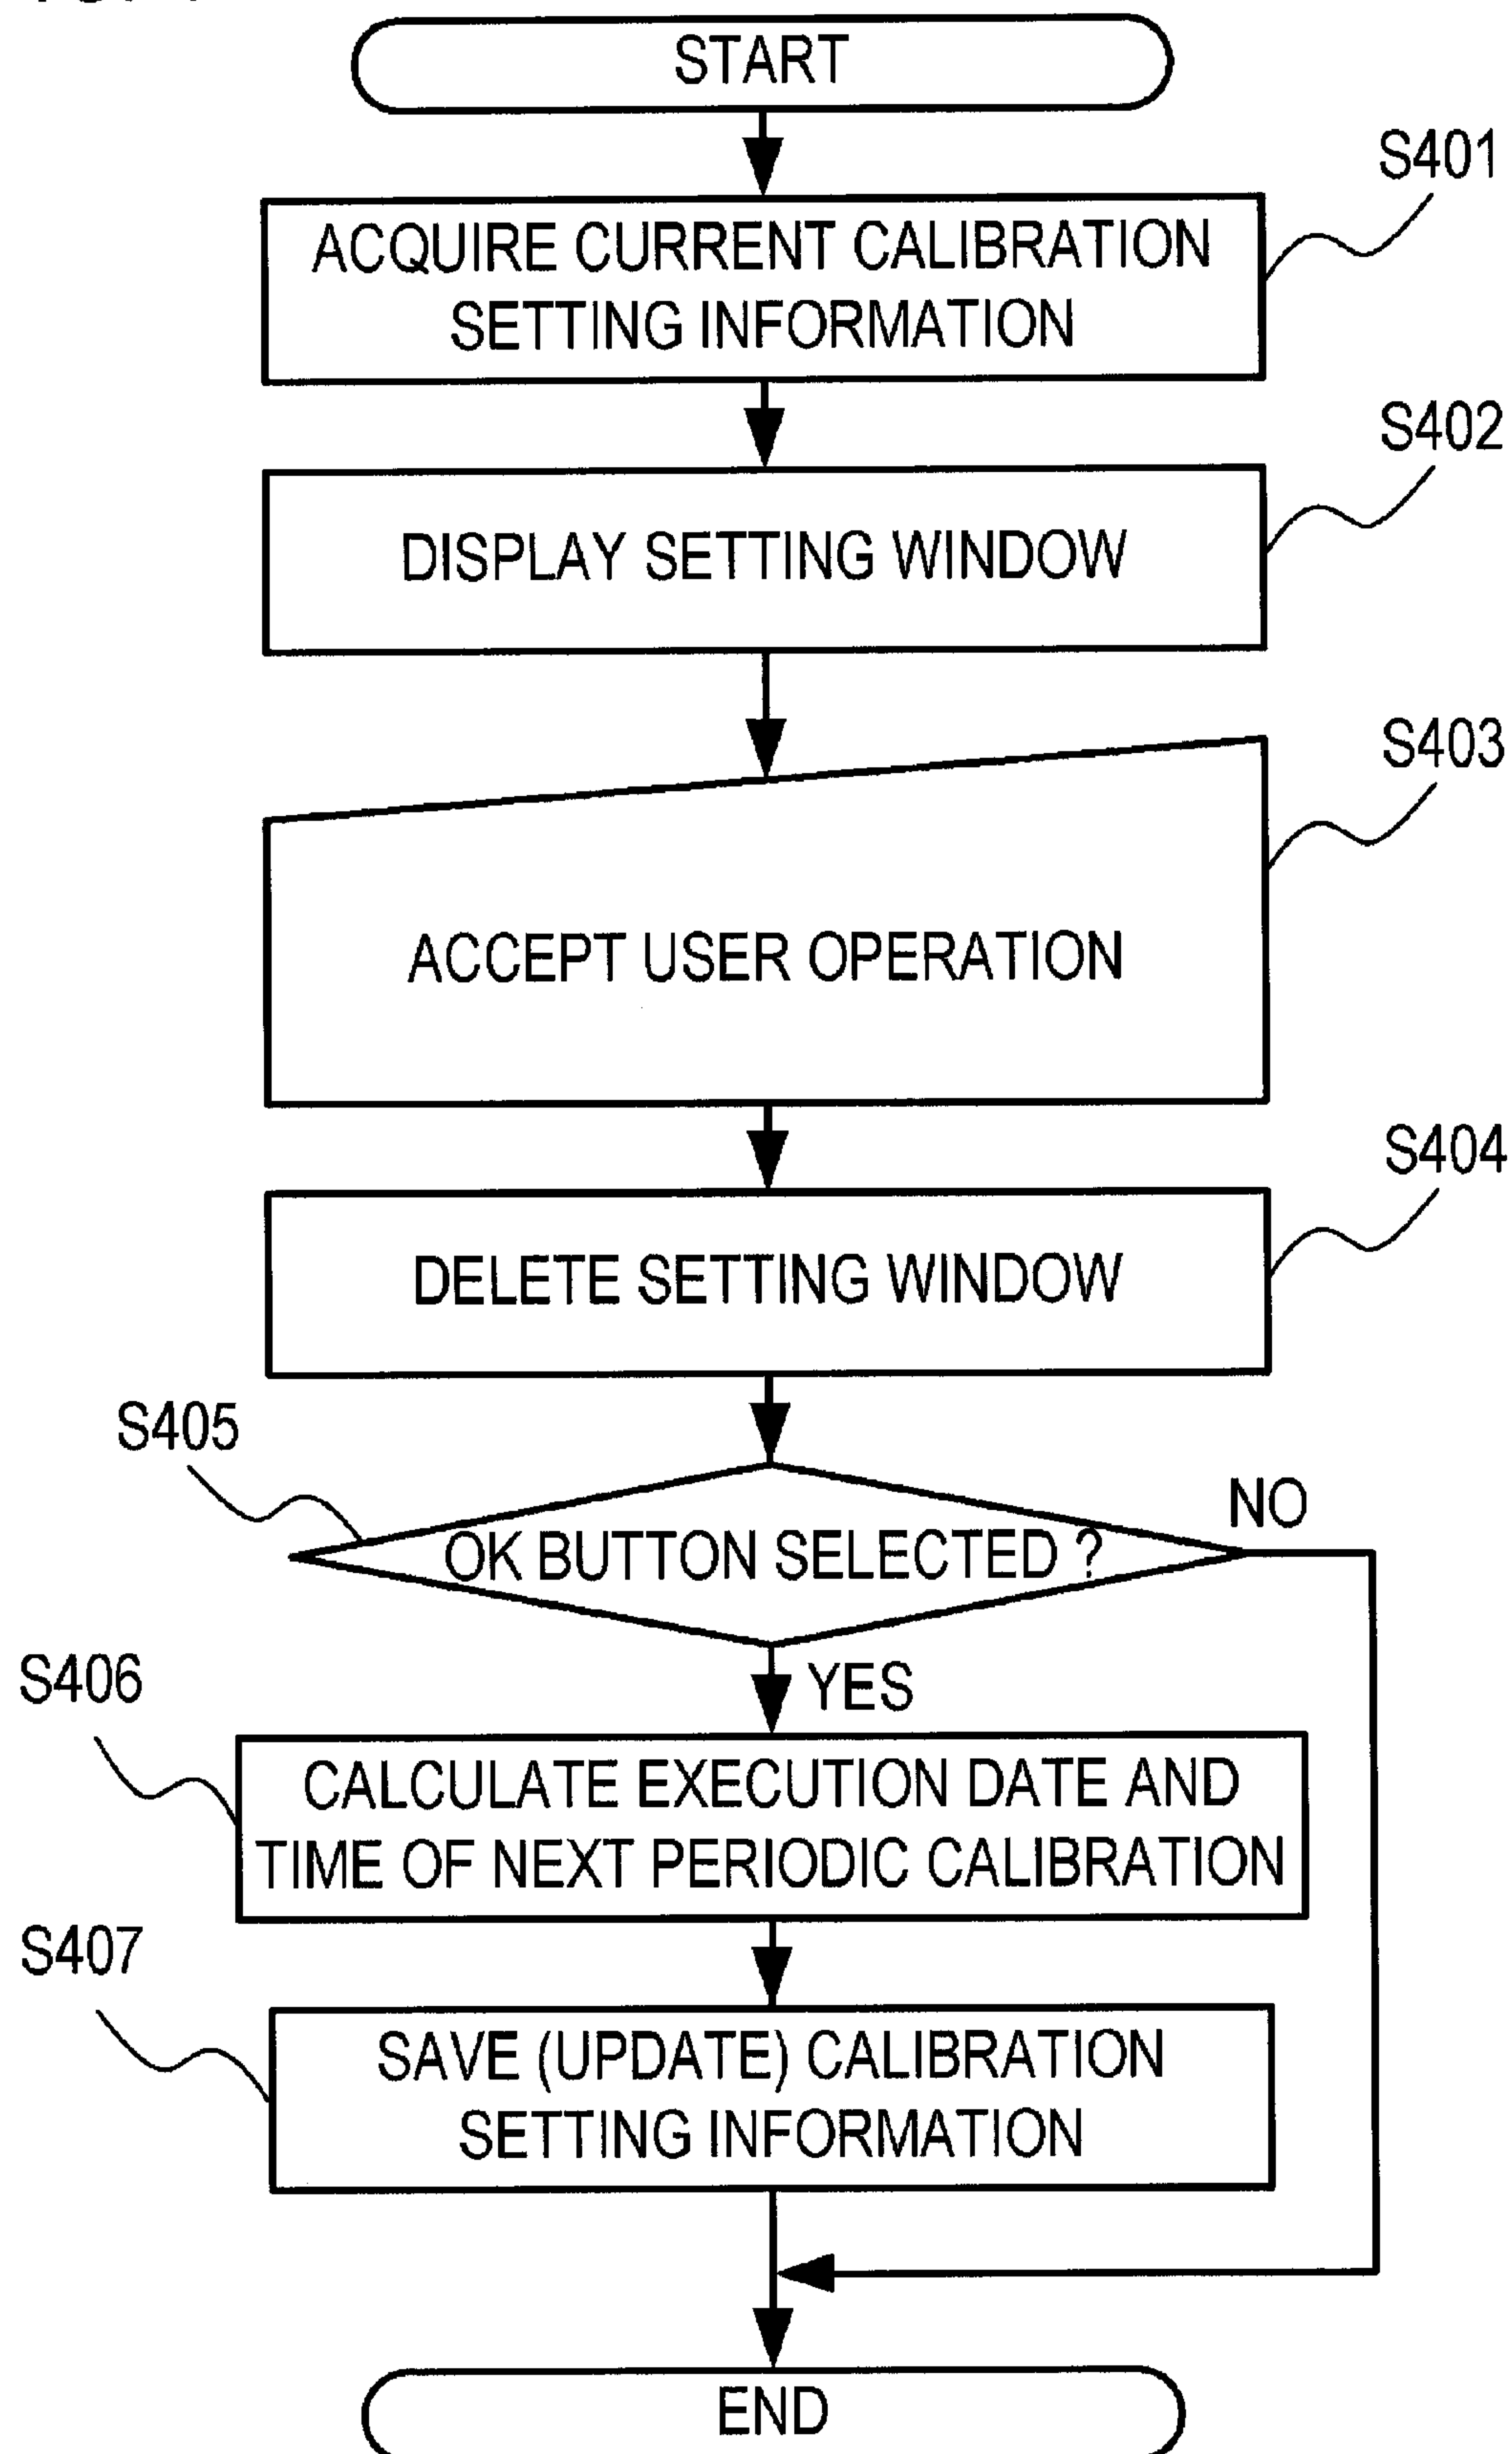 START
S401
ACQUIRE CURRENT CALIBRATION
SETTING INFORMATION
S402
DISPLAY SETTING WINDOW
S403
ACCEPT USER OPERATION
S404
DELETE SETTING WINDOW
S405
OK BUTTON SELECTED ?
NO
YES
S406
CALCULATE EXECUTION DATE AND
TIME OF NEXT PERIODIC CALIBRATION
S407
SAVE (UPDATE) CALIBRATION
SETTING INFORMATION
END